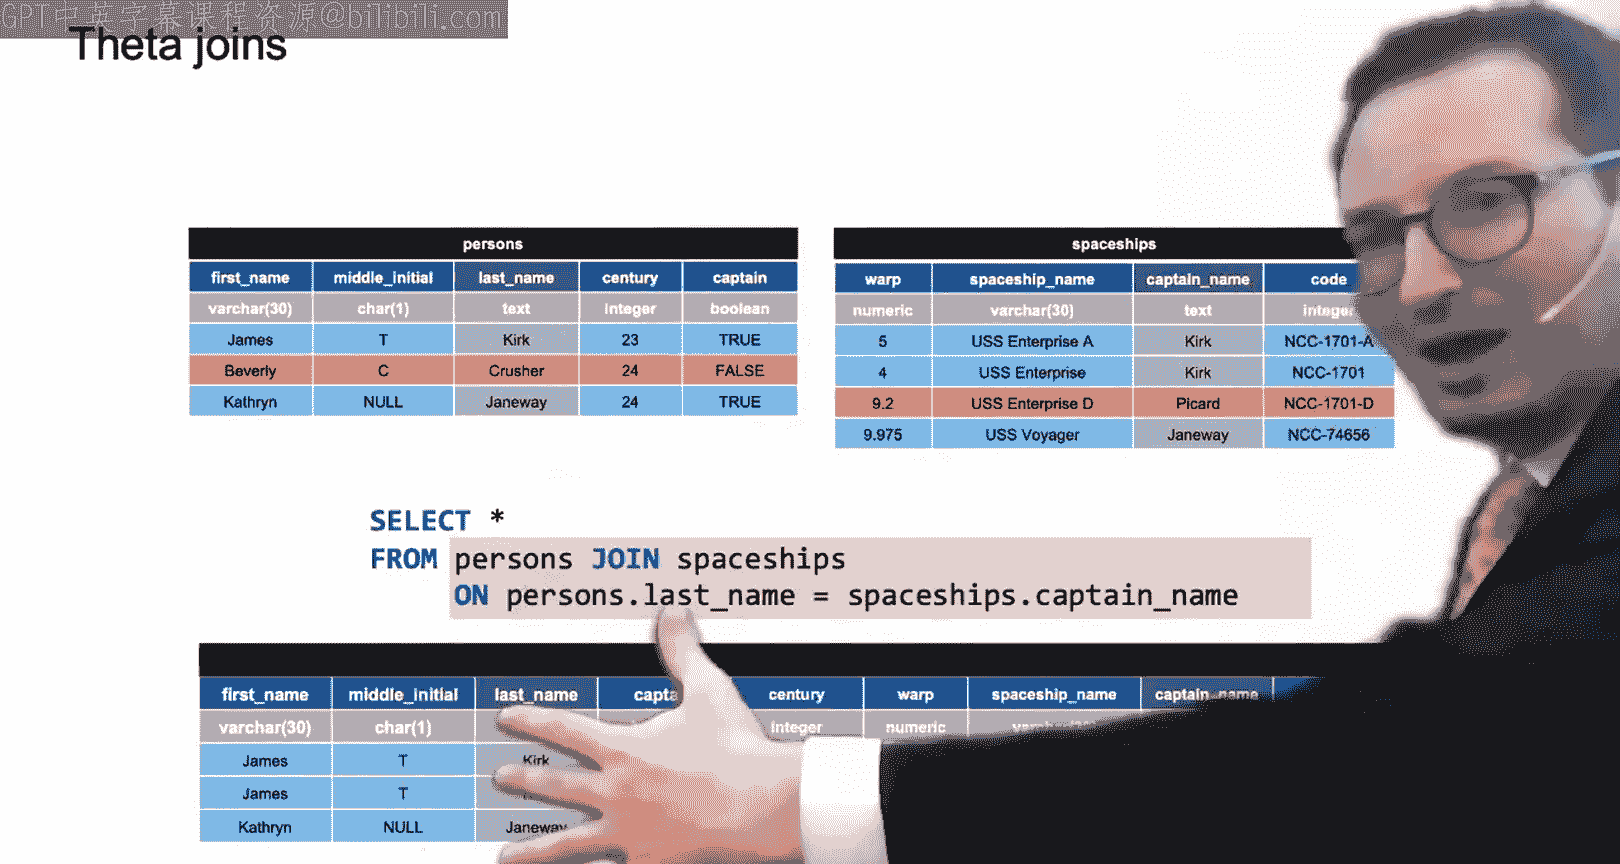 GPT中英字幕课程资源@bilibili.com
Theta joins
persons
first_name middle_initial last_name century captain
varchar(30) char(1) text integer boolean
James T Kirk 23 TRUE
Beverly C Crusher 24 FALSE
Kathryn NULL Janeway 24 TRUE
spaceships
warp spaceship_name captain_name code
numeric varchar(30) text integer
5 USS Enterprise A Kirk NCC-1701-A
4 USS Enterprise Kirk NCC-1701
9.2 USS Enterprise D Picard NCC-1701-D
9.975 USS Voyager Janeway NCC-74656
SELECT *
FROM persons JOIN spaceships
ON persons.last_name = spaceships.captain_name
first_name middle_initial last_name century warp spaceship_name captain_name
varchar(30) char(1) integer numeric
James T Kirk
James T
Kathryn NULL Janeway